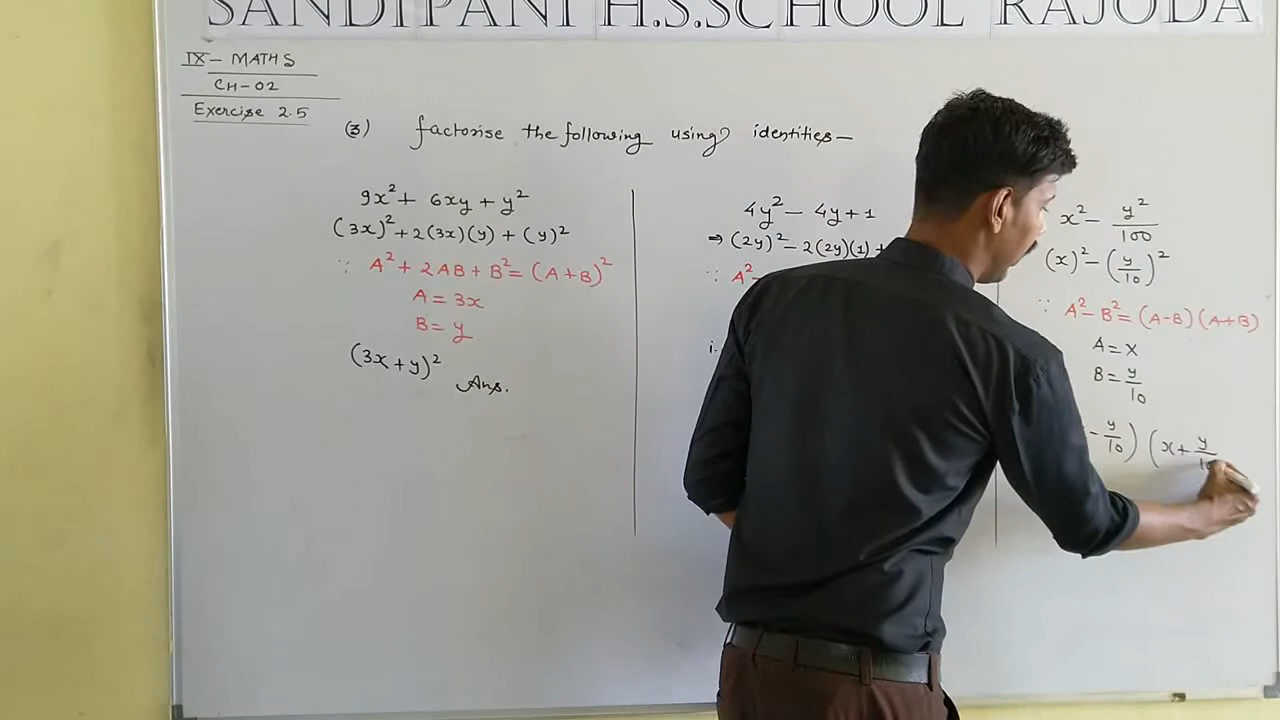 SANDIPANI H.S.SCHOOL RAJODA
IX - MATHS
CH-02
Exercise 2.5
(3) factorise the following using identities—
9x² + 6xy + y²
(3x)² + 2(3x)(y) + (y)²
∵ A² + 2AB + B² = (A+B)²
A = 3x
B = y
(3x+y)² Ans.
4y² - 4y + 1
⇒ (2y)² - 2(2y)(1) +
∵ A² -
x² - y²/100
(x)² - (y/10)²
∵ A² - B² = (A-B)(A+B)
A = x
B = y/10
- y/10) (x + y/10